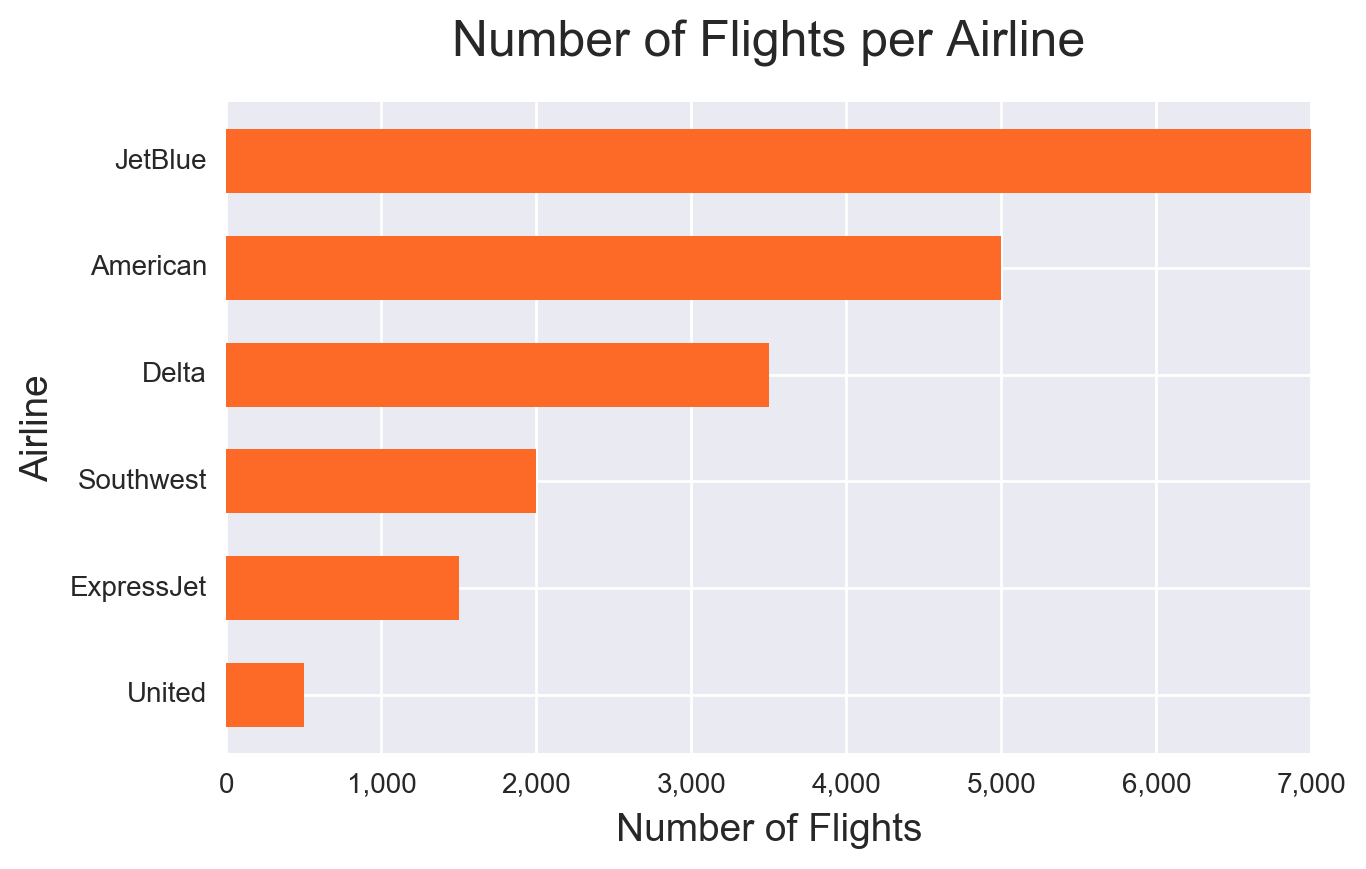 Number of Flights per Airline
JetBlue
American
Delta
Southwest
ExpressJet
United
Airline
0 1,000 2,000 3,000 4,000 5,000 6,000 7,000
Number of Flights